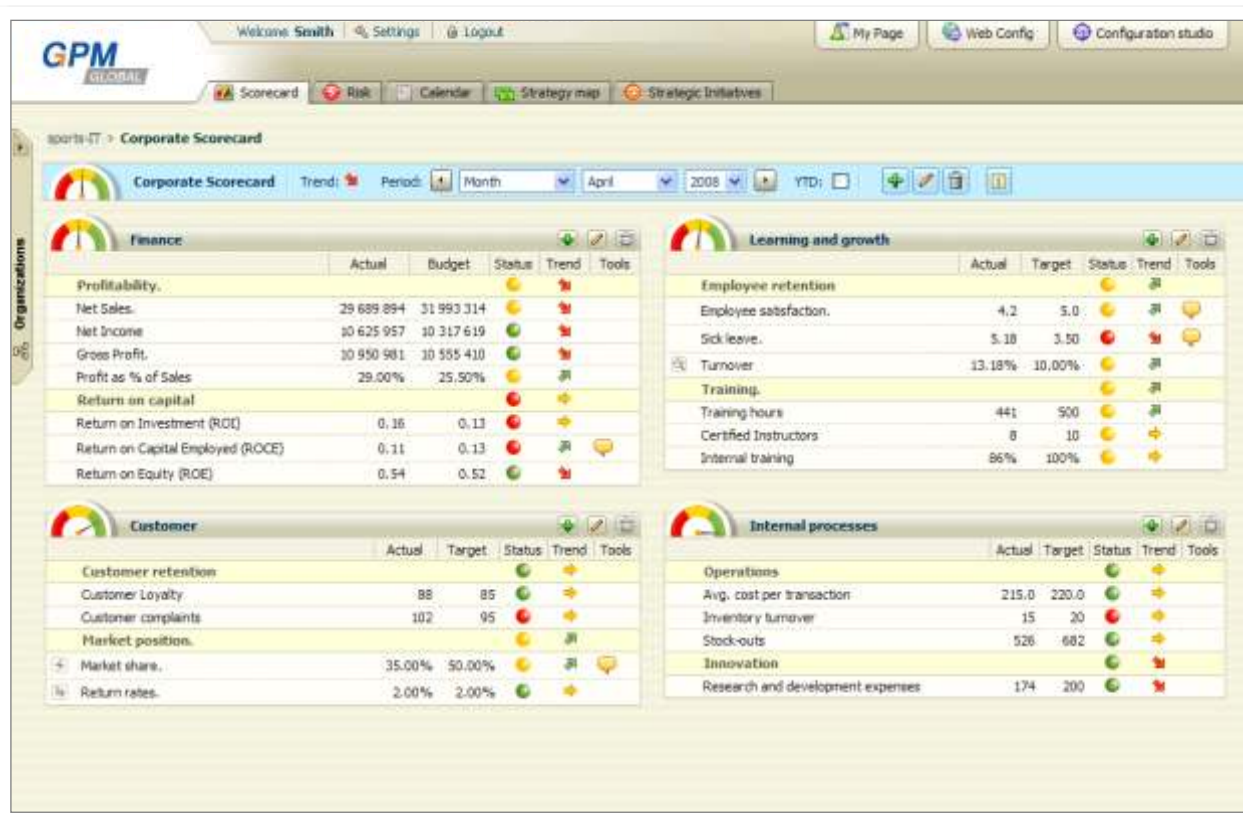 Welcome Smith Settings Logout My Page Web Config Configuration studio
GPM
GLOBAL
Scorecard Risk Calendar Strategy map Strategic Initiatives
sports-IT > Corporate Scorecard
Corporate Scorecard Trend: Period: Month April 2008 YTD:
Organizations
Finance
Actual Budget Status Trend Tools
Profitability.
Net Sales. 29 689 894 31 993 314
Net Income 10 625 957 10 317 619
Gross Profit. 10 950 981 10 555 410
Profit as % of Sales 29.00% 25.50%
Return on capital
Return on Investment (ROI) 0.16 0.13
Return on Capital Employed (ROCE) 0.11 0.13
Return on Equity (ROE) 0.54 0.52
Learning and growth
Actual Target Status Trend Tools
Employee retention
Employee satisfaction. 4.2 5.0
Sick leave. 5.18 3.50
Turnover 13.18% 10.00%
Training.
Training hours 441 500
Certified Instructors 8 10
Internal training 86% 100%
Customer
Actual Target Status Trend Tools
Customer retention
Customer Loyalty 88 85
Customer complaints 102 95
Market position.
Market share. 35.00% 50.00%
Return rates. 2.00% 2.00%
Internal processes
Actual Target Status Trend Tools
Operations
Avg. cost per transaction 215.0 220.0
Inventory turnover 15 20
Stock-outs 526 682
Innovation
Research and development expenses 174 200